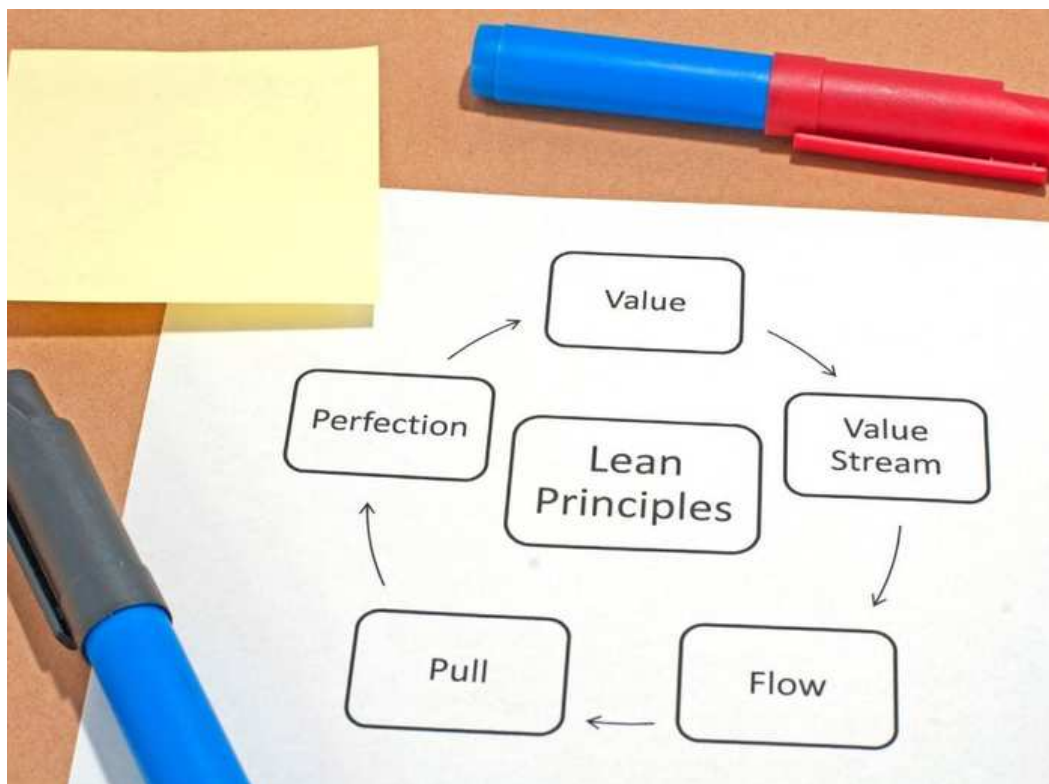 Value
Value
Stream
Flow
Pull
Perfection
Lean
Principles